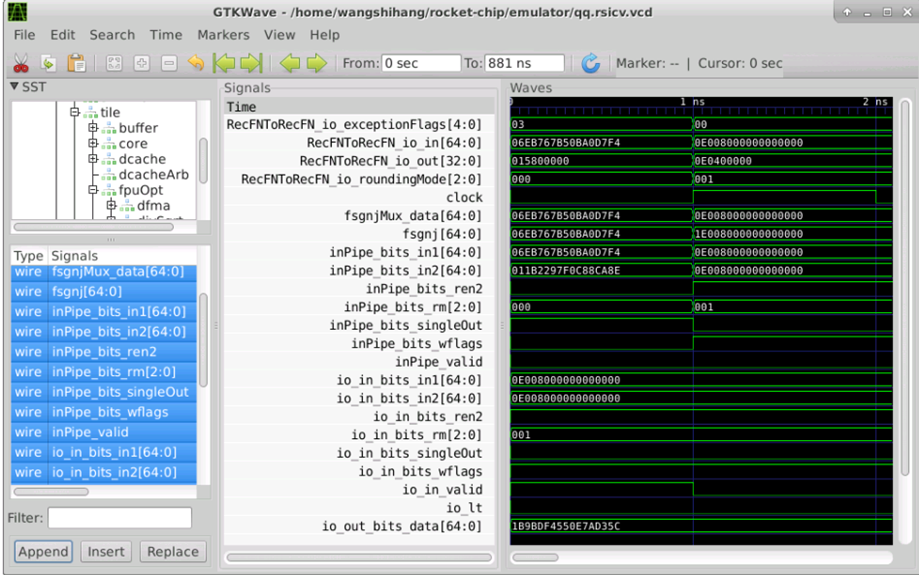 GTKWave - /home/wangshihang/rocket-chip/emulator/qq.rsicv.vcd
File Edit Search Time Markers View Help
From: 0 sec To: 881 ns Marker: -- | Cursor: 0 sec
SST
tile
buffer
core
dcache
dcacheArb
fpuOpt
dfma
Type Signals
wire fsgnjMux_data[64:0]
wire fsgnj[64:0]
wire inPipe_bits_in1[64:0]
wire inPipe_bits_in2[64:0]
wire inPipe_bits_ren2
wire inPipe_bits_rm[2:0]
wire inPipe_bits_singleOut
wire inPipe_bits_wflags
wire inPipe_valid
wire io_in_bits_in1[64:0]
wire io_in_bits_in2[64:0]
Filter:
Append Insert Replace
Signals
Time
RecFNToRecFN_io_exceptionFlags[4:0]
RecFNToRecFN_io_in[64:0]
RecFNToRecFN_io_out[32:0]
RecFNToRecFN_io_roundingMode[2:0]
clock
fsgnjMux_data[64:0]
fsgnj[64:0]
inPipe_bits_in1[64:0]
inPipe_bits_in2[64:0]
inPipe_bits_ren2
inPipe_bits_rm[2:0]
inPipe_bits_singleOut
inPipe_bits_wflags
inPipe_valid
io_in_bits_in1[64:0]
io_in_bits_in2[64:0]
io_in_bits_ren2
io_in_bits_rm[2:0]
io_in_bits_singleOut
io_in_bits_wflags
io_in_valid
io_lt
io_out_bits_data[64:0]
Waves
0 1 ns 2 ns
03 00
06EB767B50BA0D7F4 0E008000000000000
015800000 0E0400000
000 001
06EB767B50BA0D7F4 0E008000000000000
06EB767B50BA0D7F4 1E008000000000000
06EB767B50BA0D7F4 0E008000000000000
011B2297F0C88CA8E 0E008000000000000
000 001
0E008000000000000
0E008000000000000
001
1B9BDF4550E7AD35C